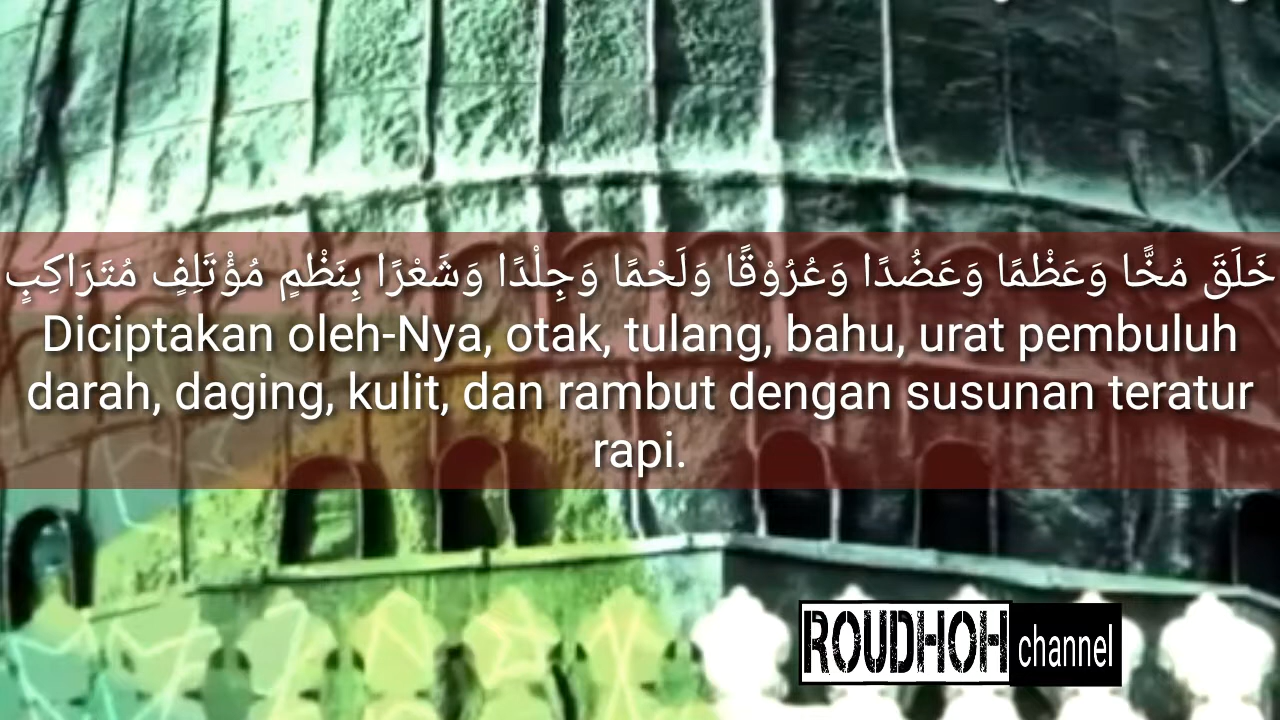 خَلَقَ مُخًّا وَعَظْمًا وَعَضُدًا وَعُرُوْقًا وَلَحْمًا وَجِلْدًا وَشَعْرًا بِنَظْمٍ مُؤْتَلِفٍ مُتَرَاكِبٍ
Diciptakan oleh-Nya, otak, tulang, bahu, urat pembuluh
darah, daging, kulit, dan rambut dengan susunan teratur
rapi.
ROUDHOH channel